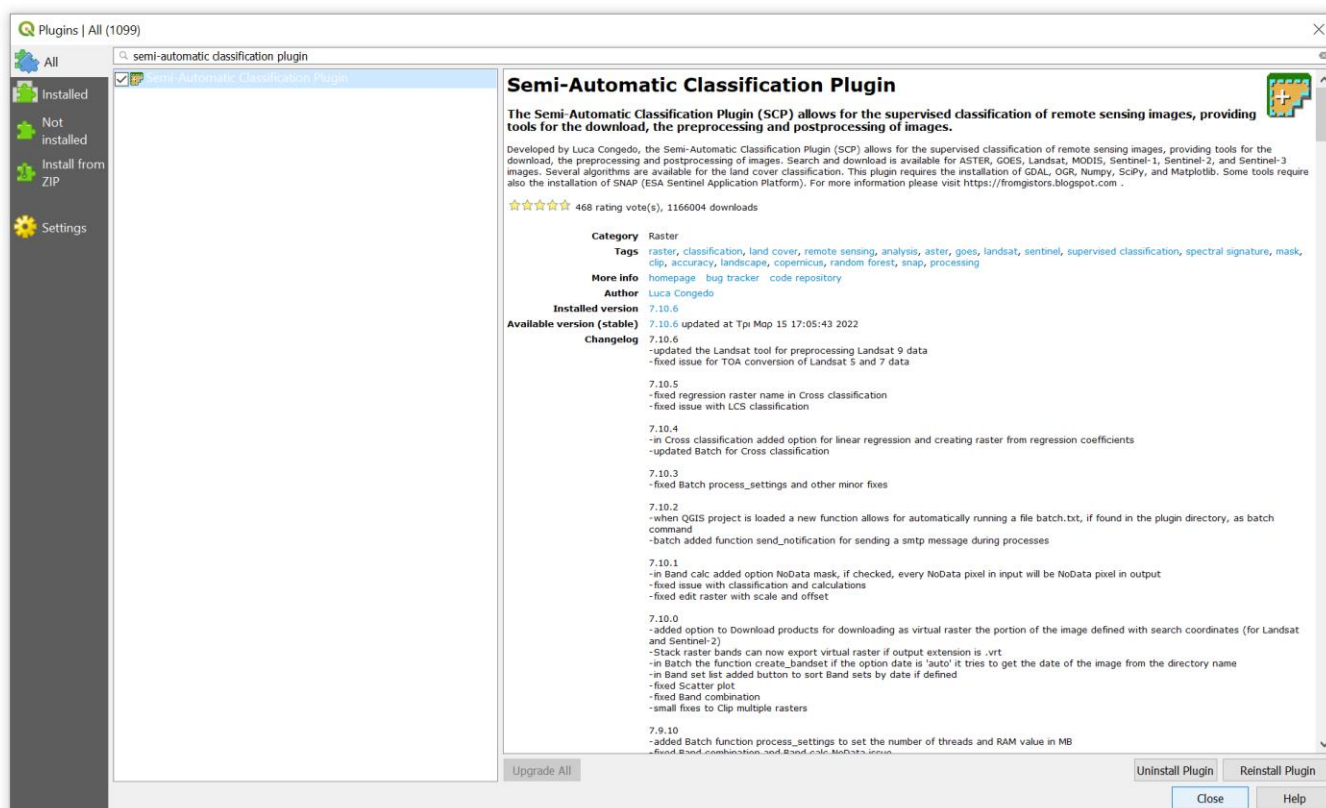 Plugins | All (1099)
All
Installed
Not
installed
Install from
ZIP
Settings
semi-automatic classification plugin
Semi-Automatic Classification Plugin
Semi-Automatic Classification Plugin
The Semi-Automatic Classification Plugin (SCP) allows for the supervised classification of remote sensing images, providing
tools for the download, the preprocessing and postprocessing of images.
Developed by Luca Congedo, the Semi-Automatic Classification Plugin (SCP) allows for the supervised classification of remote sensing images, providing tools for the
download, the preprocessing and postprocessing of images. Search and download is available for ASTER, GOES, Landsat, MODIS, Sentinel-1, Sentinel-2, and Sentinel-3
images. Several algorithms are available for the land cover classification. This plugin requires the installation of GDAL, OGR, Numpy, SciPy, and Matplotlib. Some tools require
also the installation of SNAP (ESA Sentinel Application Platform). For more information please visit https://fromgistors.blogspot.com .
468 rating vote(s), 1166004 downloads
Category Raster
Tags raster, classification, land cover, remote sensing, analysis, aster, goes, landsat, sentinel, supervised classification, spectral signature, mask,
clip, accuracy, landscape, copernicus, random forest, snap, processing
More info homepage bug tracker code repository
Author Luca Congedo
Installed version 7.10.6
Available version (stable) 7.10.6 updated at Τρι Μαρ 15 17:05:43 2022
Changelog 7.10.6
-updated the Landsat tool for preprocessing Landsat 9 data
-fixed issue for TOA conversion of Landsat 5 and 7 data
7.10.5
-fixed regression raster name in Cross classification
-fixed issue with LCS classification
7.10.4
-in Cross classification added option for linear regression and creating raster from regression coefficients
-updated Batch for Cross classification
7.10.3
-fixed Batch process_settings and other minor fixes
7.10.2
-when QGIS project is loaded a new function allows for automatically running a file batch.txt, if found in the plugin directory, as batch
command
-batch added function send_notification for sending a smtp message during processes
7.10.1
-in Band calc added option NoData mask, if checked, every NoData pixel in input will be NoData pixel in output
-fixed issue with classification and calculations
-fixed edit raster with scale and offset
7.10.0
-added option to Download products for downloading as virtual raster the portion of the image defined with search coordinates (for Landsat
and Sentinel-2)
-Stack raster bands can now export virtual raster if output extension is .vrt
-in Batch the function create_bandset if the option date is 'auto' it tries to get the date of the image from the directory name
-in Band set list added button to sort Band sets by date if defined
-fixed Scatter plot
-fixed Band combination
-small fixes to Clip multiple rasters
7.9.10
-added Batch function process_settings to set the number of threads and RAM value in MB
-fixed Band combination and Band calc NoData issue
Upgrade All
Uninstall Plugin
Reinstall Plugin
Close
Help